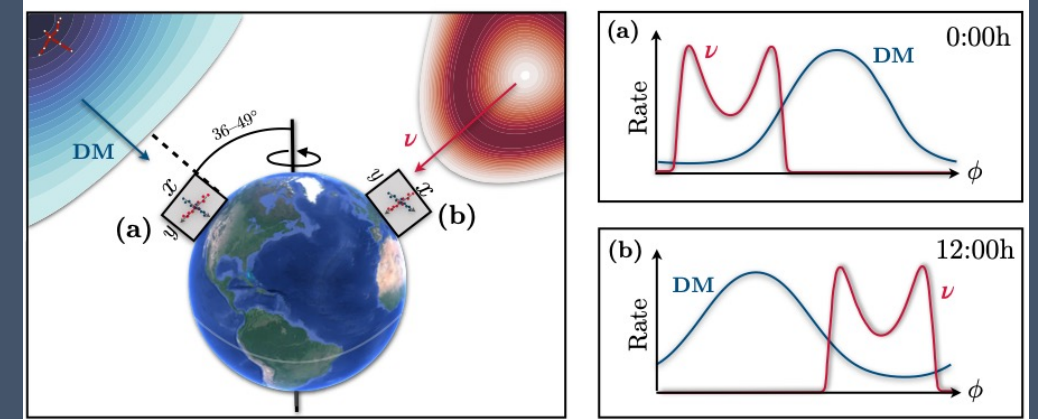 DM
36–49°
ν
x
y
(a)
y
x
(b)
(a)
0:00h
ν
DM
Rate
ϕ
(b)
12:00h
DM
ν
Rate
ϕ